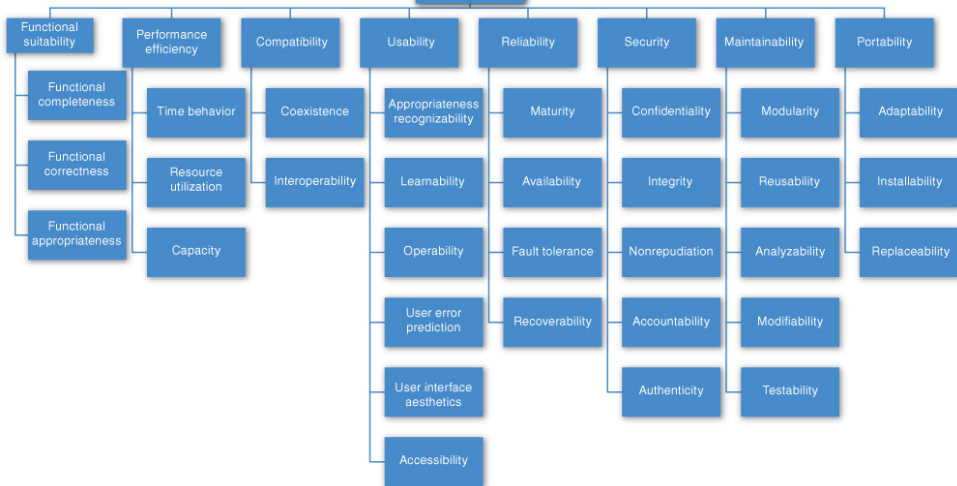 Functional
suitability
Performance
efficiency
Compatibility
Usability
Reliability
Security
Maintainability
Portability
Functional
completeness
Functional
correctness
Functional
appropriateness
Time behavior
Resource
utilization
Capacity
Coexistence
Interoperability
Appropriateness
recognizability
Learnability
Operability
User error
prediction
User interface
aesthetics
Accessibility
Maturity
Availability
Fault tolerance
Recoverability
Confidentiality
Integrity
Nonrepudiation
Accountability
Authenticity
Modularity
Reusability
Analyzability
Modifiability
Testability
Adaptability
Installability
Replaceability